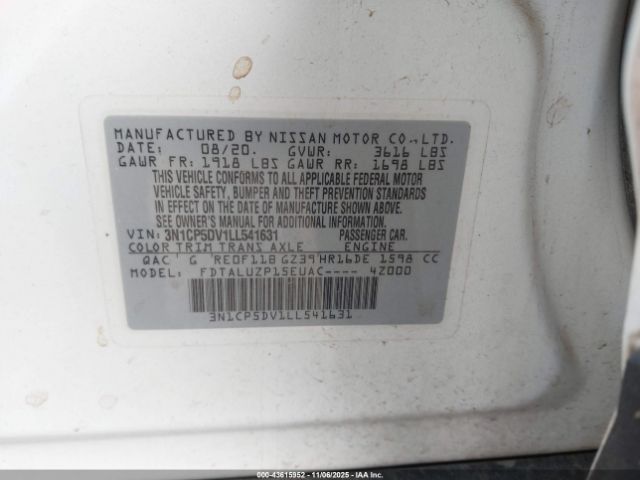 MANUFACTURED BY NISSAN MOTOR CO.,LTD.
DATE: 08/20. GVWR: 3616 LBS
GAWR FR: 1918 LBS GAWR RR: 1698 LBS
THIS VEHICLE CONFORMS TO ALL APPLICABLE FEDERAL MOTOR
VEHICLE SAFETY, BUMPER AND THEFT PREVENTION STANDARDS
IN EFFECT ON THE DATE OF MANUFACTURE SHOWN ABOVE.
SEE OWNER'S MANUAL FOR ADDITIONAL INFORMATION
VIN: 3N1CP5DV1LL541631 PASSENGER CAR.
COLOR TRIM TRANS AXLE ENGINE
QAC G RE0F11B GZ39 HR16DE 1598 CC
MODEL: FDTALUZP15EUAC---- 4Z000
3N1CP5DV1LL541631
000-43615952 - 11/06/2025 - IAA Inc.